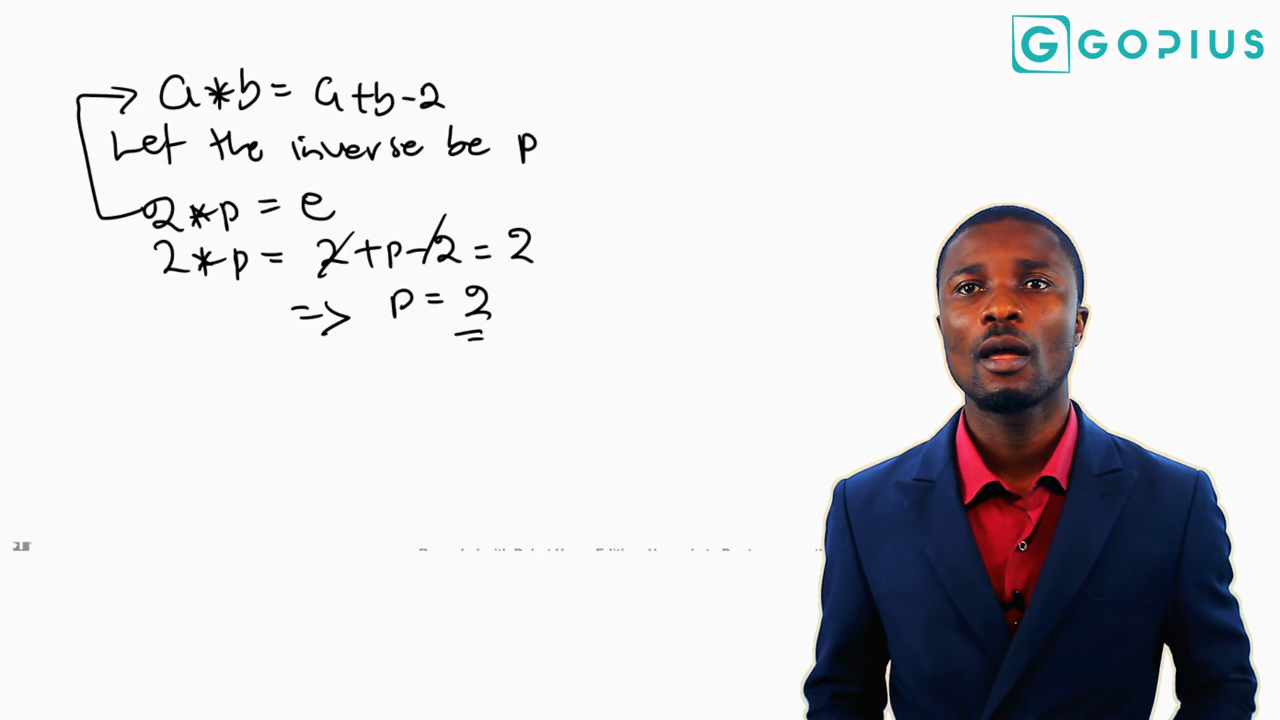 GOPIUS
a*b = a+b-2
Let the inverse be p
2*p = e
2*p = 2+p-2 = 2
=> p = 2